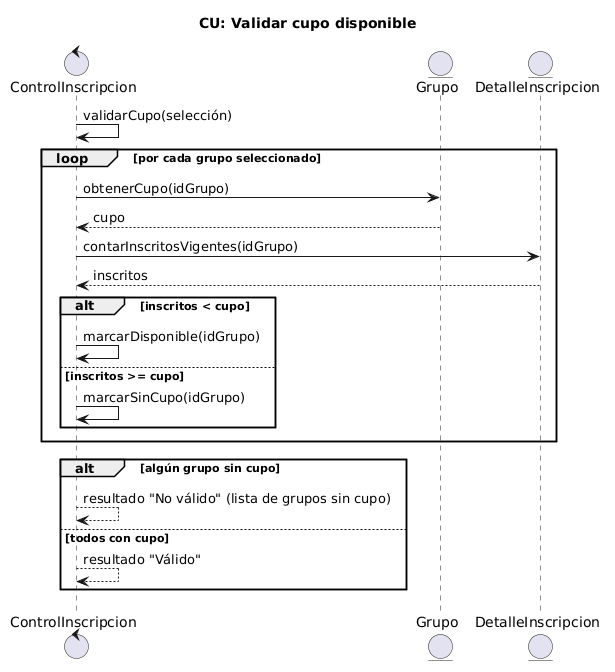 CU: Validar cupo disponible
ControlInscripcion
Grupo
DetalleInscripcion
validarCupo(selección)
loop [por cada grupo seleccionado]
obtenerCupo(idGrupo)
cupo
contarInscritosVigentes(idGrupo)
inscritos
alt [inscritos < cupo]
marcarDisponible(idGrupo)
[inscritos >= cupo]
marcarSinCupo(idGrupo)
alt [algún grupo sin cupo]
resultado "No válido" (lista de grupos sin cupo)
[todos con cupo]
resultado "Válido"
ControlInscripcion
Grupo
DetalleInscripcion